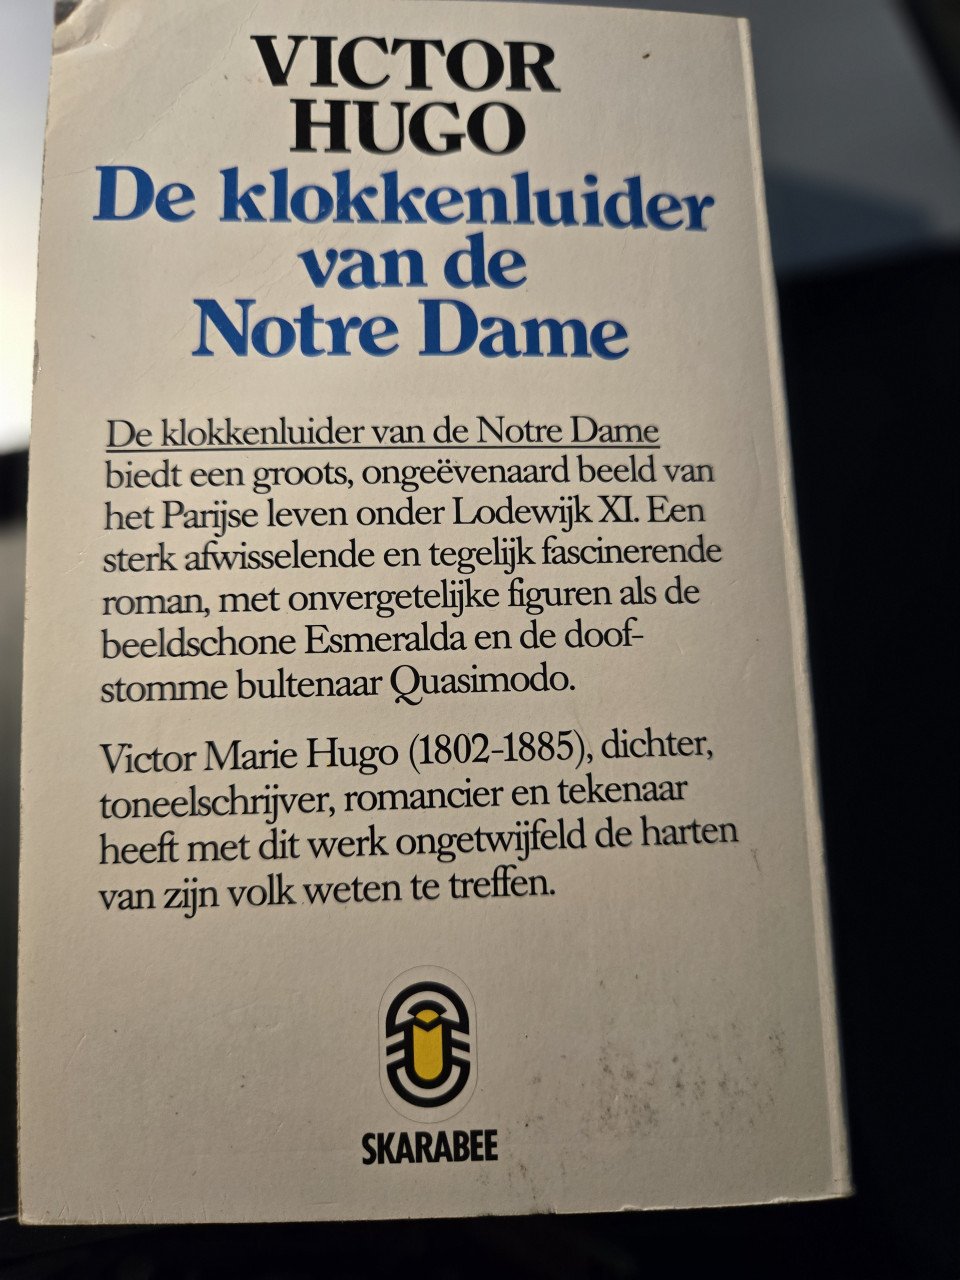 VICTOR
HUGO
De klokkenluider
van de
Notre Dame
De klokkenluider van de Notre Dame
biedt een groots, ongeëvenaard beeld van
het Parijse leven onder Lodewijk XI. Een
sterk afwisselende en tegelijk fascinerende
roman, met onvergetelijke figuren als de
beeldschone Esmeralda en de doof-
stomme bultenaar Quasimodo.
Victor Marie Hugo (1802-1885), dichter,
toneelschrijver, romancier en tekenaar
heeft met dit werk ongetwijfeld de harten
van zijn volk weten te treffen.
SKARABEE